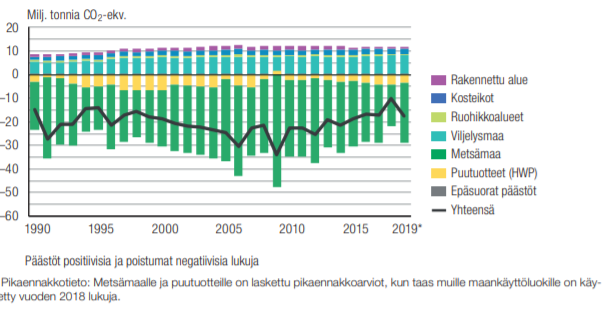 Milj. tonnia CO₂-ekv.
20
10
0
–10
–20
–30
–40
–50
–60
1990
1995
2000
2005
2010
2015
2019*
Rakennettu alue
Kosteikot
Ruohikkoalueet
Viljelysmaa
Metsämaa
Puutuotteet (HWP)
Epäsuorat päästöt
Yhteensä
Päästöt positiivisia ja poistumat negatiivisia lukuja
Pikaennakkotieto: Metsämaalle ja puutuotteille on laskettu pikaennakkoarviot, kun taas muille maankäyttöluokille on käy-
etty vuoden 2018 lukuja.